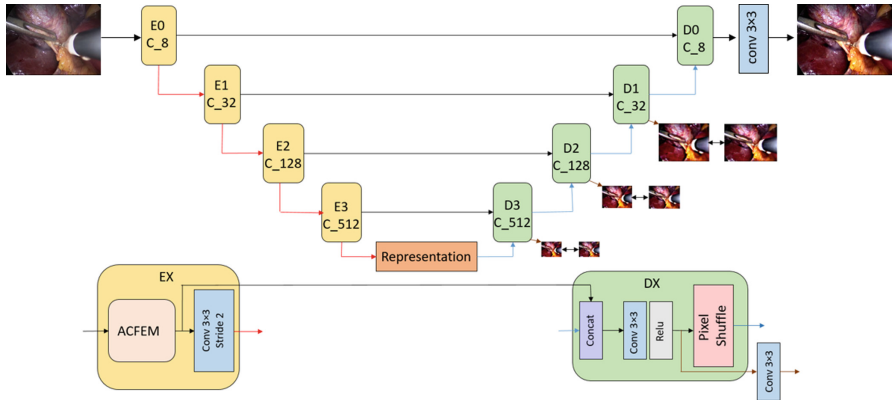 E0
C_8
D0
C_8
conv 3×3
E1
C_32
D1
C_32
E2
C_128
D2
C_128
E3
C_512
D3
C_512
Representation
EX
ACFEM
Conv 3×3
Stride 2
DX
Concat
Conv 3×3
Relu
Pixel
Shuffle
Conv 3×3